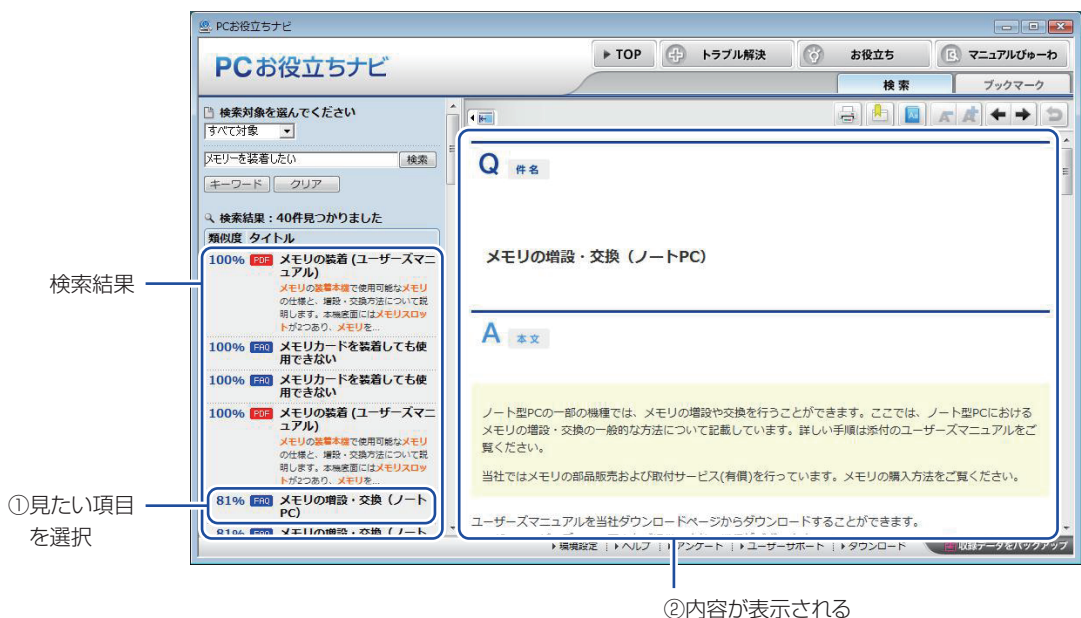 PCお役立ちナビ
PCお役立ちナビ
TOP
トラブル解決
お役立ち
マニュアルびゅーわ
検索
ブックマーク
検索対象を選んでください
すべて対象
メモリーを装着したい
検索
キーワード
クリア
検索結果：40件見つかりました
類似度 タイトル
100% PDF メモリの装着 (ユーザーズマニ
ュアル)
メモリの装着本機で使用可能なメモリ
の仕様と、増設・交換方法について説
明します。本機底面にはメモリスロッ
トが2つあり、メモリを...
100% FAQ メモリカードを装着しても使
用できない
100% FAQ メモリカードを装着しても使
用できない
100% PDF メモリの装着 (ユーザーズマニ
ュアル)
メモリの装着本機で使用可能なメモリ
の仕様と、増設・交換方法について説
明します。本機底面にはメモリスロッ
トが2つあり、メモリを...
81% FAQ メモリの増設・交換（ノート
PC）
81% FAQ メモリの増設・交換（ノート
Q 件名
メモリの増設・交換（ノートPC）
A 本文
ノート型PCの一部の機種では、メモリの増設や交換を行うことができます。ここでは、ノート型PCにおける
メモリの増設・交換の一般的な方法について記載しています。詳しい手順は添付のユーザーズマニュアルをご
覧ください。
当社ではメモリの部品販売および取付サービス(有償)を行っています。メモリの購入方法をご覧ください。
ユーザーズマニュアルを当社ダウンロードページからダウンロードすることができます。
環境設定
ヘルプ
アンケート
ユーザーサポート
ダウンロード
収録データをバックアップ
検索結果
①見たい項目
を選択
②内容が表示される